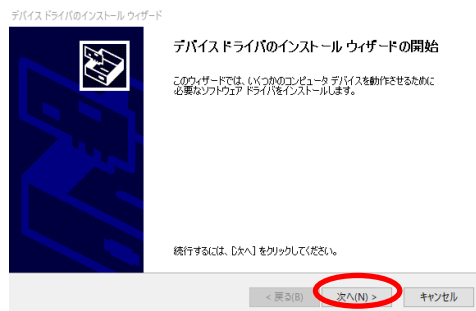 デバイス ドライバのインストール ウィザード
デバイス ドライバのインストール ウィザードの開始
このウィザードでは、いくつかのコンピュータ デバイスを動作させるために
必要なソフトウェア ドライバをインストールします。
続行するには、[次へ] をクリックしてください。
< 戻る(B)
次へ(N) >
キャンセル